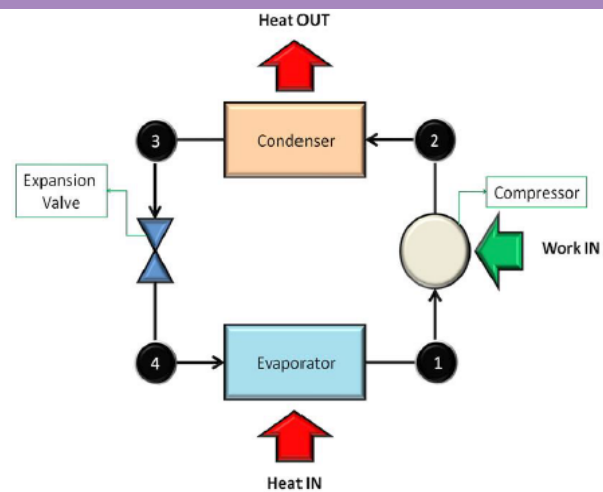 Heat OUT
3
Condenser
2
Expansion
Valve
Compressor
Work IN
4
Evaporator
1
Heat IN